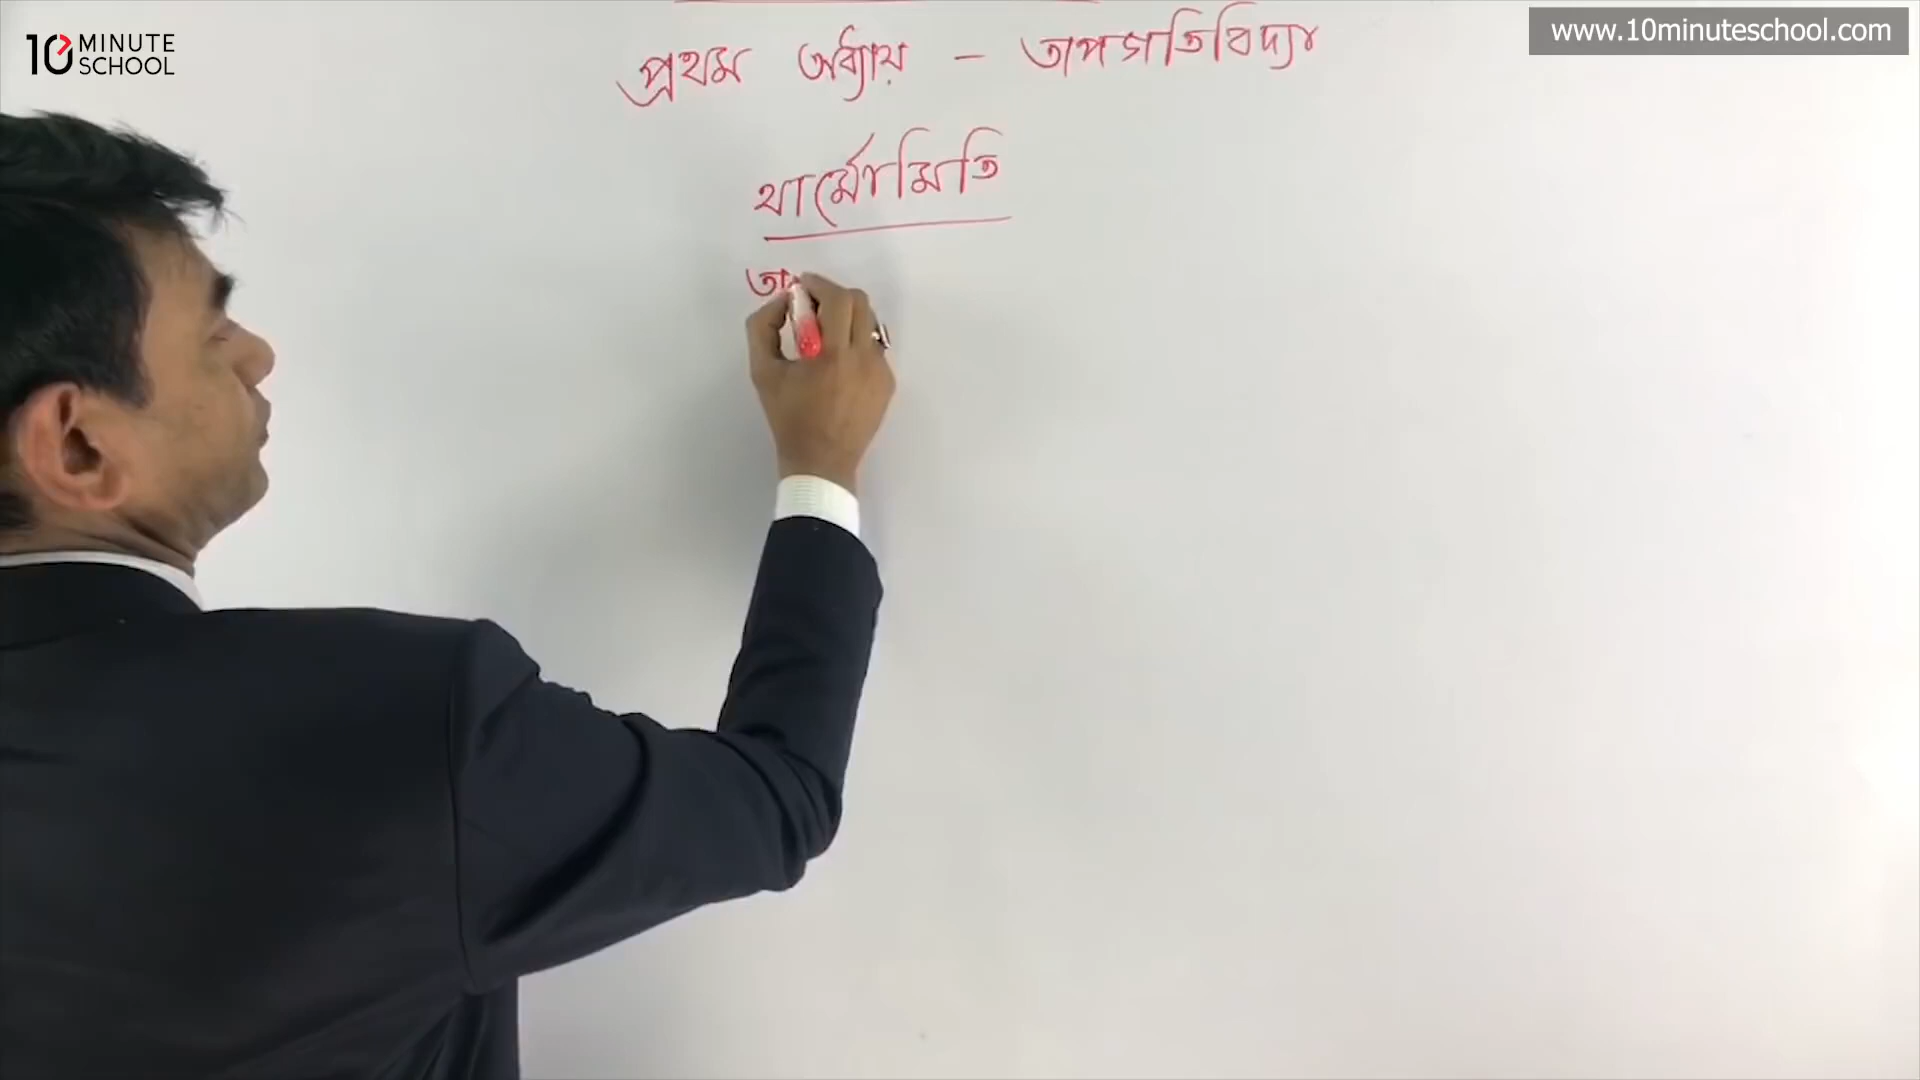 10 MINUTE
SCHOOL
www.10minuteschool.com
প্রথম অধ্যায় – তাপগতিবিদ্যা
থার্মোমিতি
তা